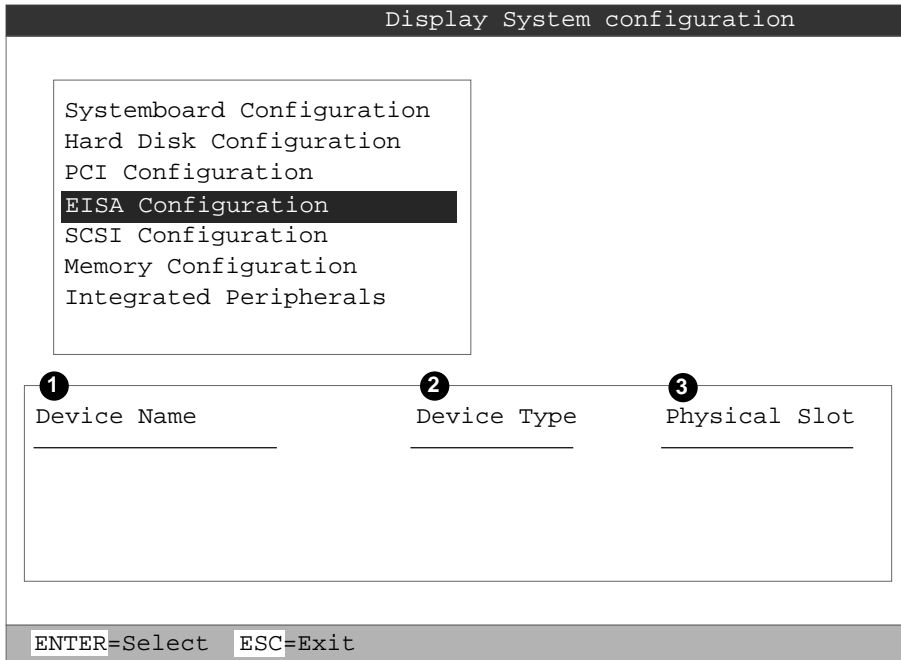 Display System configuration
Systemboard Configuration
Hard Disk Configuration
PCI Configuration
EISA Configuration
SCSI Configuration
Memory Configuration
Integrated Peripherals
1 2 3
Device Name Device Type Physical Slot
ENTER=Select ESC=Exit